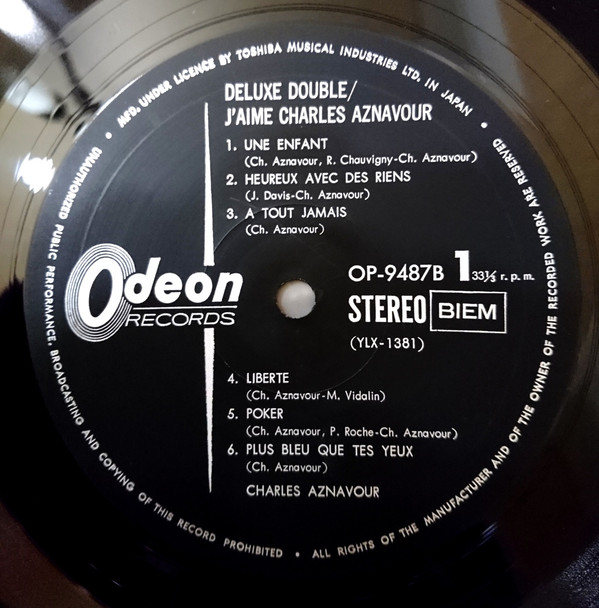 MFD. UNDER LICENCE BY TOSHIBA MUSICAL INDUSTRIES LTD. IN JAPAN •
DELUXE DOUBLE/
J'AIME CHARLES AZNAVOUR
1. UNE ENFANT
(Ch. Aznavour, R. Chauvigny-Ch. Aznavour)
2. HEUREUX AVEC DES RIENS
(J. Davis-Ch. Aznavour)
3. A TOUT JAMAIS
(Ch. Aznavour)
Odeon
RECORDS
OP-9487B 1 33⅓ r. p. m.
STEREO BIEM
(YLX-1381)
4. LIBERTE
(Ch. Aznavour-M. Vidalin)
5. POKER
(Ch. Aznavour, P. Roche-Ch. Aznavour)
6. PLUS BLEU QUE TES YEUX
(Ch. Aznavour)
CHARLES AZNAVOUR
UNAUTHORIZED PUBLIC PERFORMANCE, BROADCASTING AND COPYING OF THIS RECORD PROHIBITED • ALL RIGHTS OF THE MANUFACTURER AND OF THE OWNER OF THE RECORDED WORK ARE RESERVED •